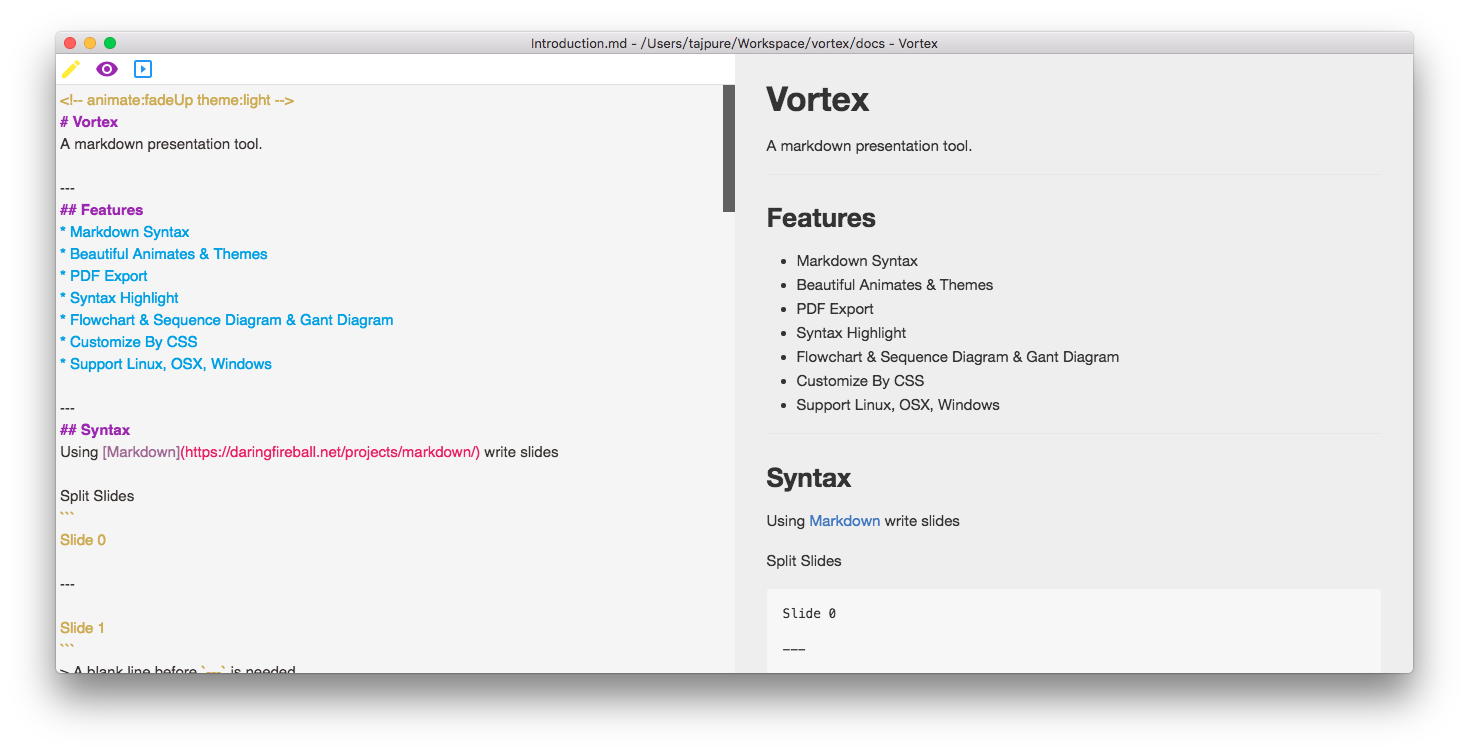 Introduction.md - /Users/tajpure/Workspace/vortex/docs - Vortex
<!-- animate:fadeUp theme:light -->
# Vortex
A markdown presentation tool.
---
## Features
* Markdown Syntax
* Beautiful Animates & Themes
* PDF Export
* Syntax Highlight
* Flowchart & Sequence Diagram & Gant Diagram
* Customize By CSS
* Support Linux, OSX, Windows
---
## Syntax
Using [Markdown](https://daringfireball.net/projects/markdown/) write slides
Split Slides
```
Slide 0
---
Slide 1
```
> A blank line before `---` is needed
Vortex
A markdown presentation tool.
Features
• Markdown Syntax
• Beautiful Animates & Themes
• PDF Export
• Syntax Highlight
• Flowchart & Sequence Diagram & Gant Diagram
• Customize By CSS
• Support Linux, OSX, Windows
Syntax
Using Markdown write slides
Split Slides
Slide 0
---